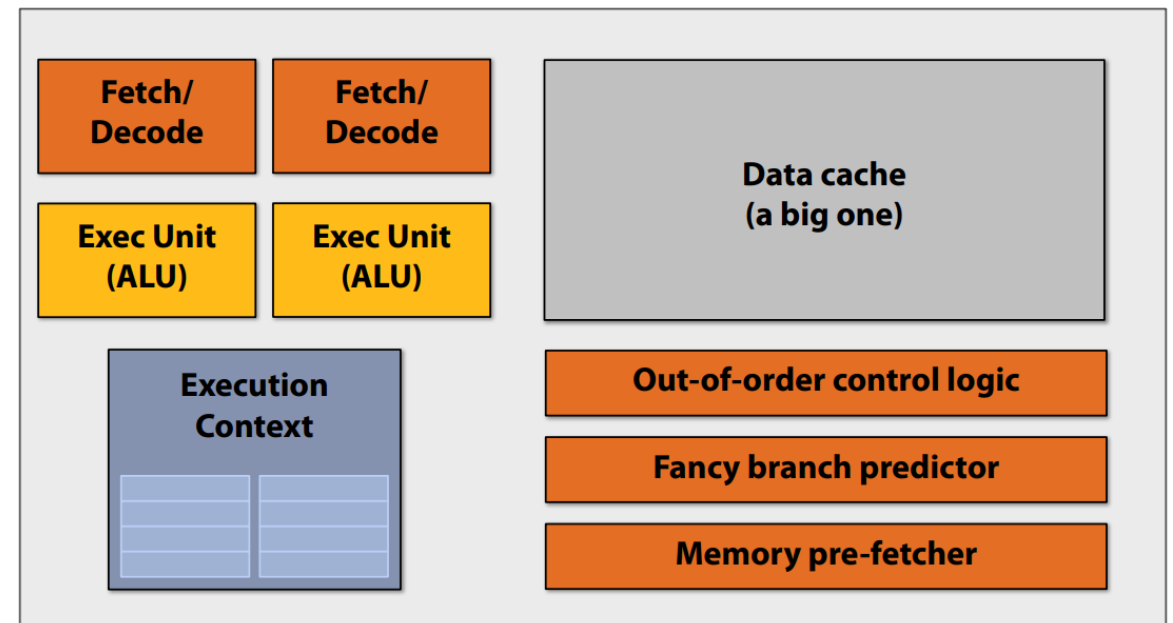 Fetch/
Decode
Fetch/
Decode
Exec Unit
(ALU)
Exec Unit
(ALU)
Execution
Context
Data cache
(a big one)
Out-of-order control logic
Fancy branch predictor
Memory pre-fetcher